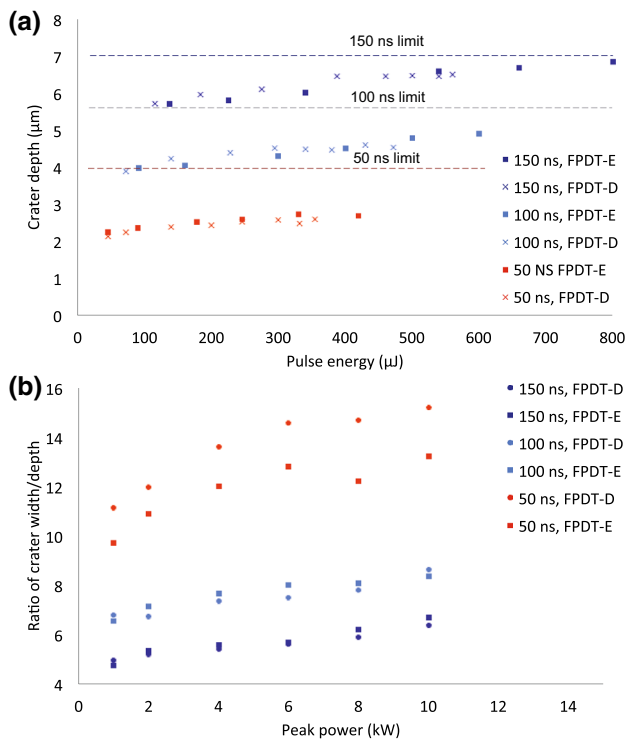 (a)
8
7
6
5
4
3
2
1
0
Crater depth (μm)
150 ns limit
100 ns limit
50 ns limit
150 ns, FPDT-E
150 ns, FPDT-D
100 ns, FPDT-E
100 ns, FPDT-D
50 NS FPDT-E
50 ns, FPDT-D
0 100 200 300 400 500 600 700 800
Pulse energy (μJ)
(b)
16
14
12
10
8
6
4
Ratio of crater width/depth
150 ns, FPDT-D
150 ns, FPDT-E
100 ns, FPDT-D
100 ns, FPDT-E
50 ns, FPDT-D
50 ns, FPDT-E
0 2 4 6 8 10 12 14
Peak power (kW)